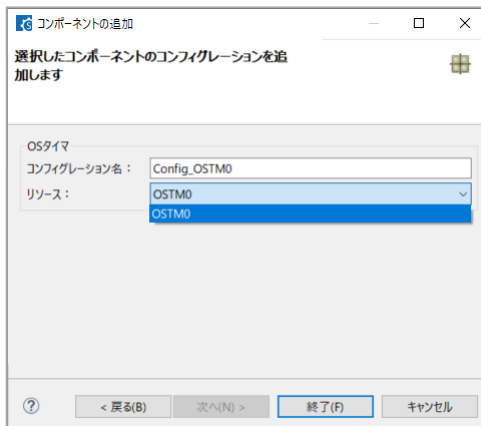 コンポーネントの追加
選択したコンポーネントのコンフィグレーションを追
加します
OSタイマ
コンフィグレーション名： Config_OSTM0
リソース： OSTM0
OSTM0
< 戻る(B) 次へ(N) > 終了(F) キャンセル